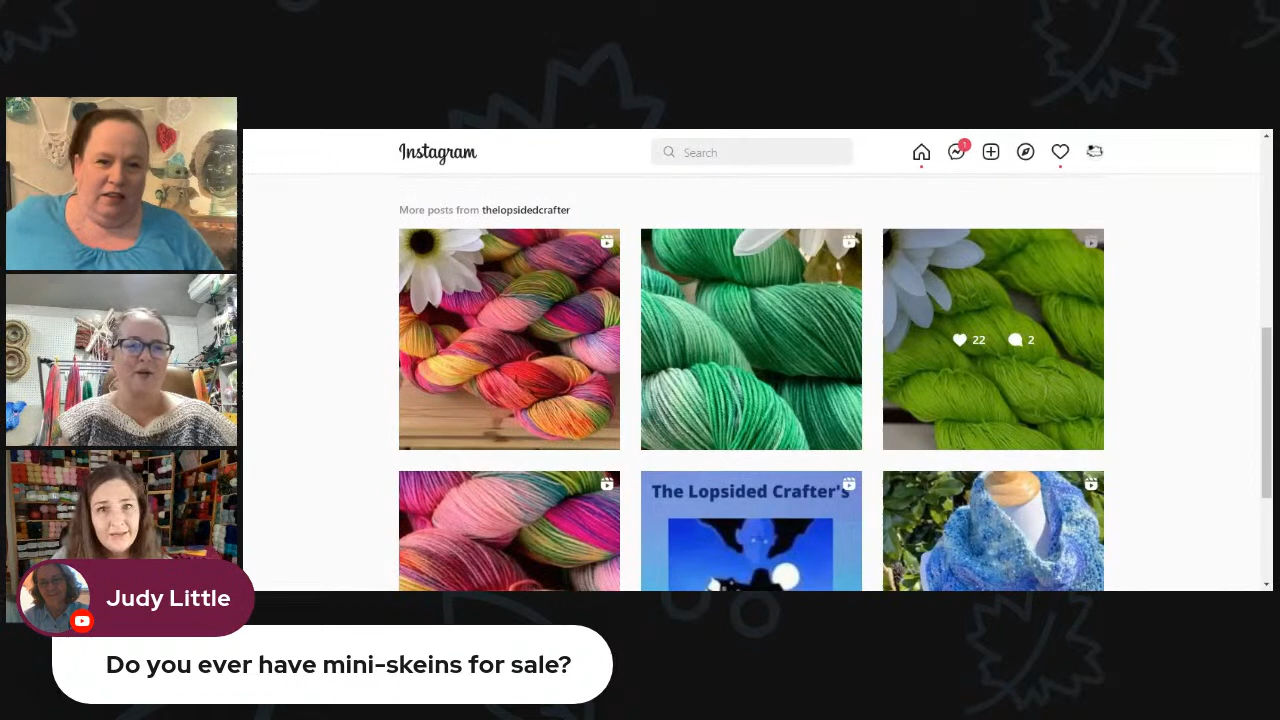 Instagram
Search
1
More posts from thelopsidedcrafter
22
2
The Lopsided Crafter's
Judy Little
Do you ever have mini-skeins for sale?